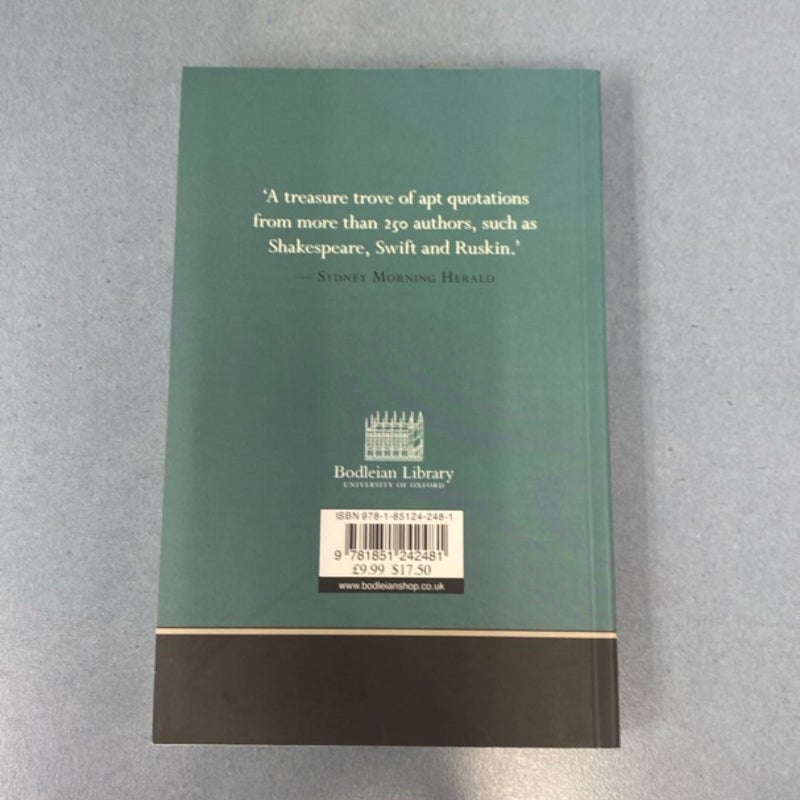 ‘A treasure trove of apt quotations
from more than 250 authors, such as
Shakespeare, Swift and Ruskin.’
— Sydney Morning Herald
Bodleian Library
UNIVERSITY OF OXFORD
ISBN 978-1-85124-248-1
9 781851 242481
£9.99 $17.50
www.bodleianshop.co.uk